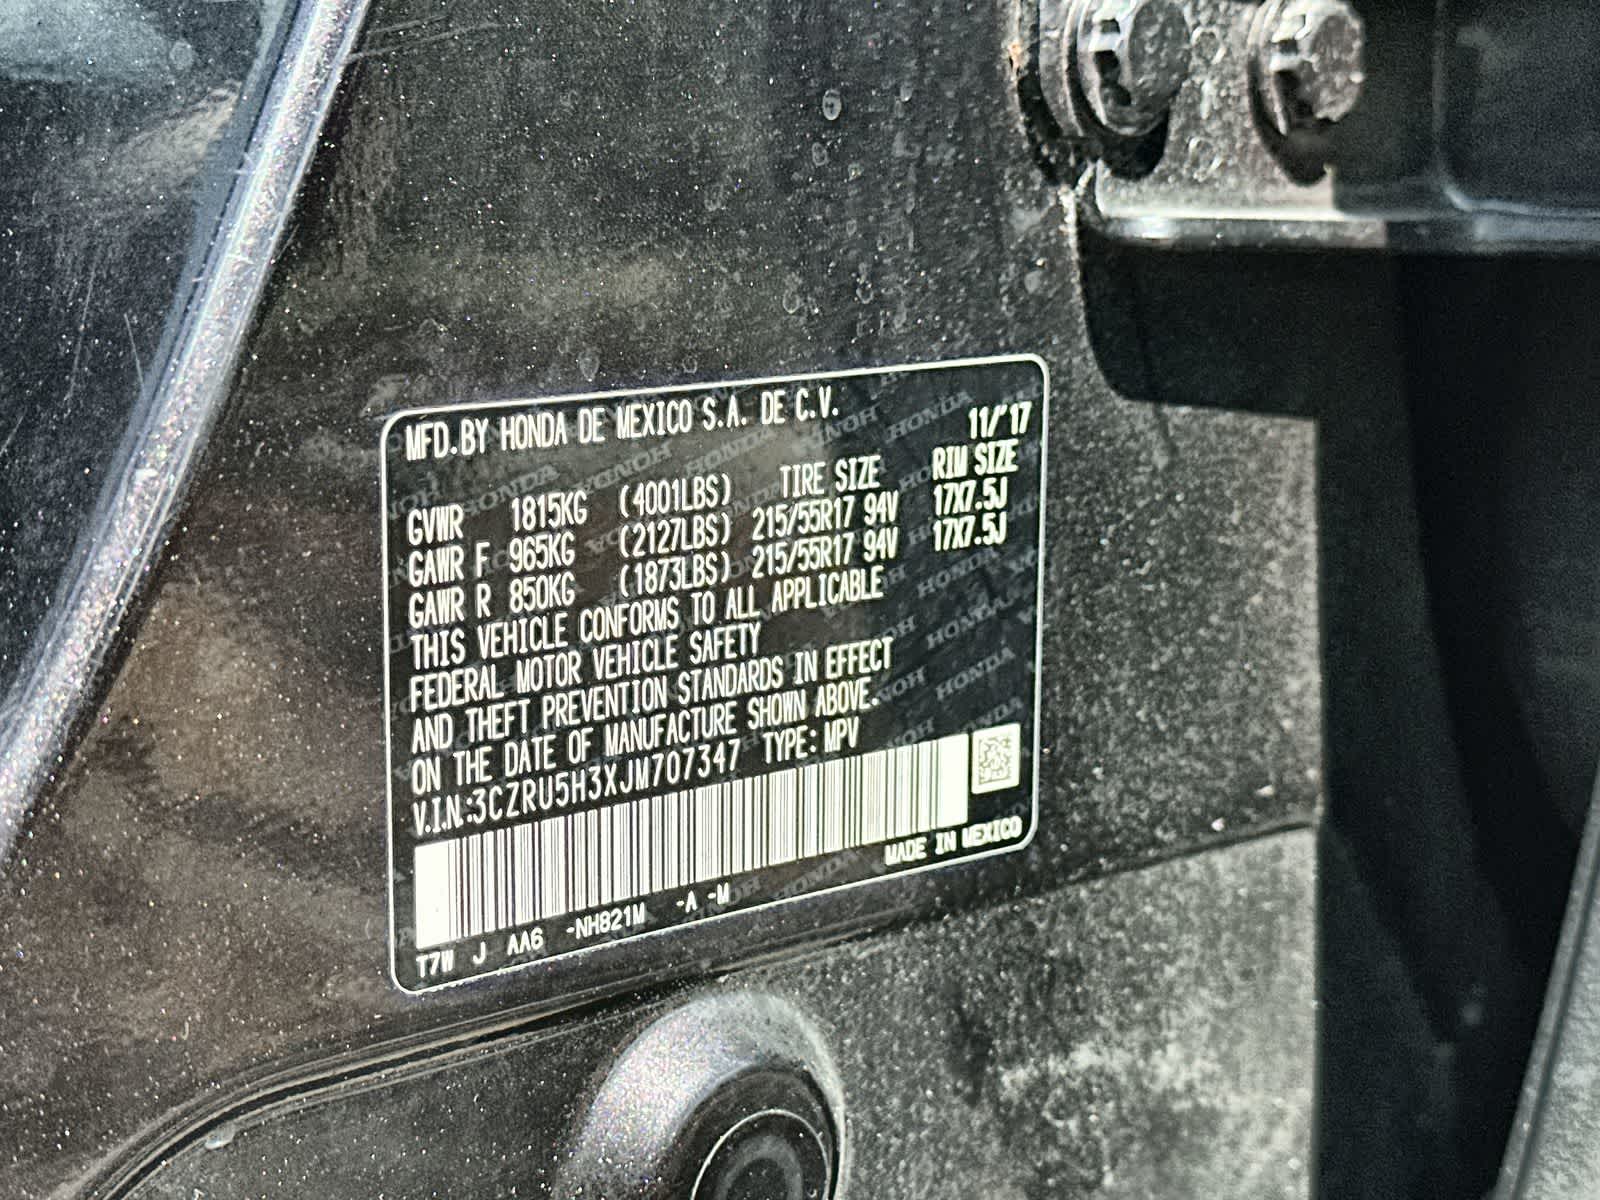 MFD.BY HONDA DE MEXICO S.A. DE C.V. 11/'17
TIRE SIZE RIM SIZE
GVWR 1815KG (4001LBS)
GAWR F 965KG (2127LBS) 215/55R17 94V 17X7.5J
GAWR R 850KG (1873LBS) 215/55R17 94V 17X7.5J
THIS VEHICLE CONFORMS TO ALL APPLICABLE
FEDERAL MOTOR VEHICLE SAFETY
AND THEFT PREVENTION STANDARDS IN EFFECT
ON THE DATE OF MANUFACTURE SHOWN ABOVE.
V.I.N.:3CZRU5H3XJM707347 TYPE: MPV
MADE IN MEXICO
T7W J AA6 -NH821M -A -M